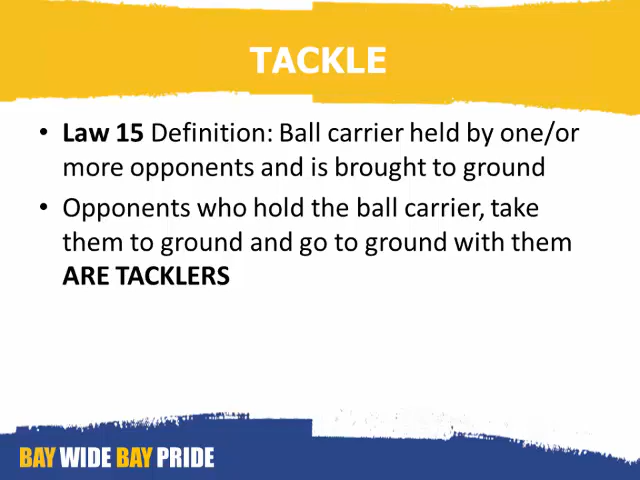 TACKLE
• Law 15 Definition: Ball carrier held by one/or
more opponents and is brought to ground
• Opponents who hold the ball carrier, take
them to ground and go to ground with them
ARE TACKLERS
BAY WIDE BAY PRIDE